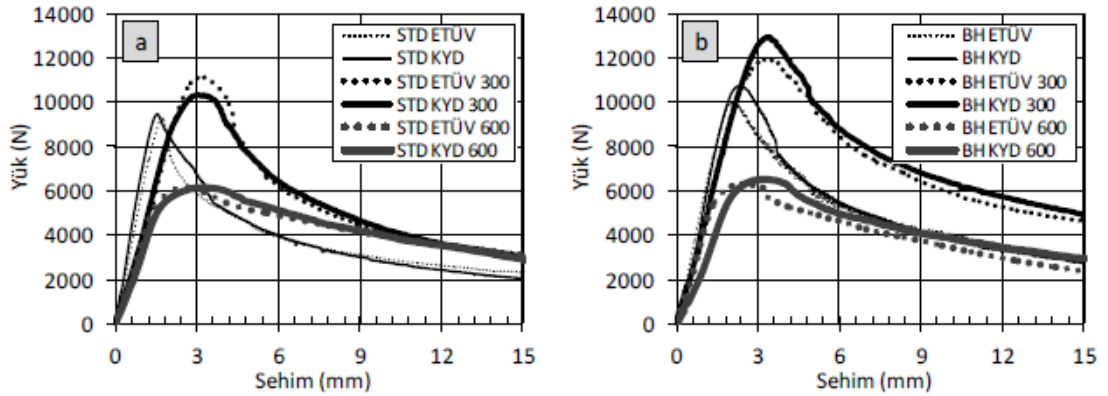 14000
12000
10000
8000
6000
4000
2000
0
Yük (N)
a
STD ETÜV
STD KYD
STD ETÜV 300
STD KYD 300
STD ETÜV 600
STD KYD 600
0 3 6 9 12 15
Sehim (mm)
14000
12000
10000
8000
6000
4000
2000
0
Yük (N)
b
BH ETÜV
BH KYD
BH ETÜV 300
BH KYD 300
BH ETÜV 600
BH KYD 600
0 3 6 9 12 15
Sehim (mm)